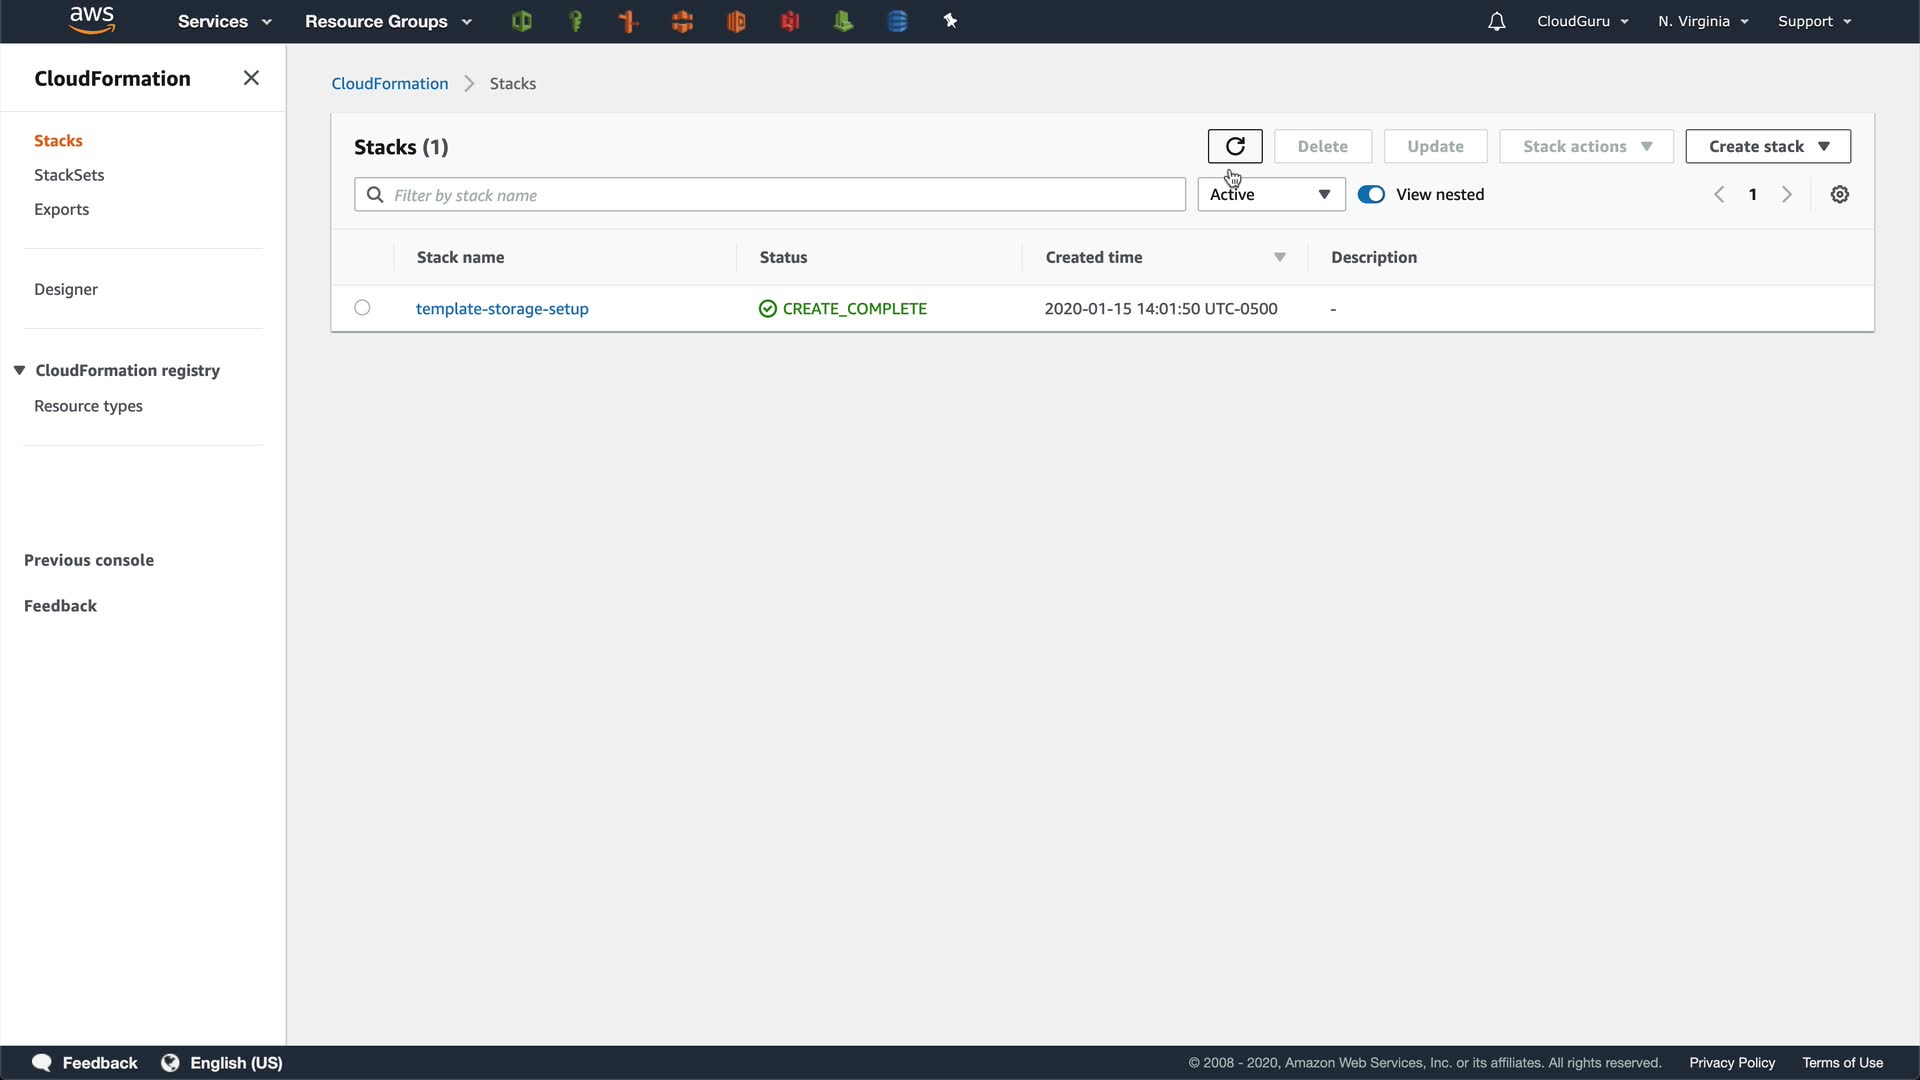 aws Services Resource Groups CloudGuru N. Virginia Support
CloudFormation
Stacks
StackSets
Exports
Designer
CloudFormation registry
Resource types
Previous console
Feedback
CloudFormation Stacks
Stacks (1) Delete Update Stack actions Create stack
Filter by stack name Active View nested 1
Stack name Status Created time Description
template-storage-setup CREATE_COMPLETE 2020-01-15 14:01:50 UTC-0500 -
Feedback English (US) © 2008 - 2020, Amazon Web Services, Inc. or its affiliates. All rights reserved. Privacy Policy Terms of Use